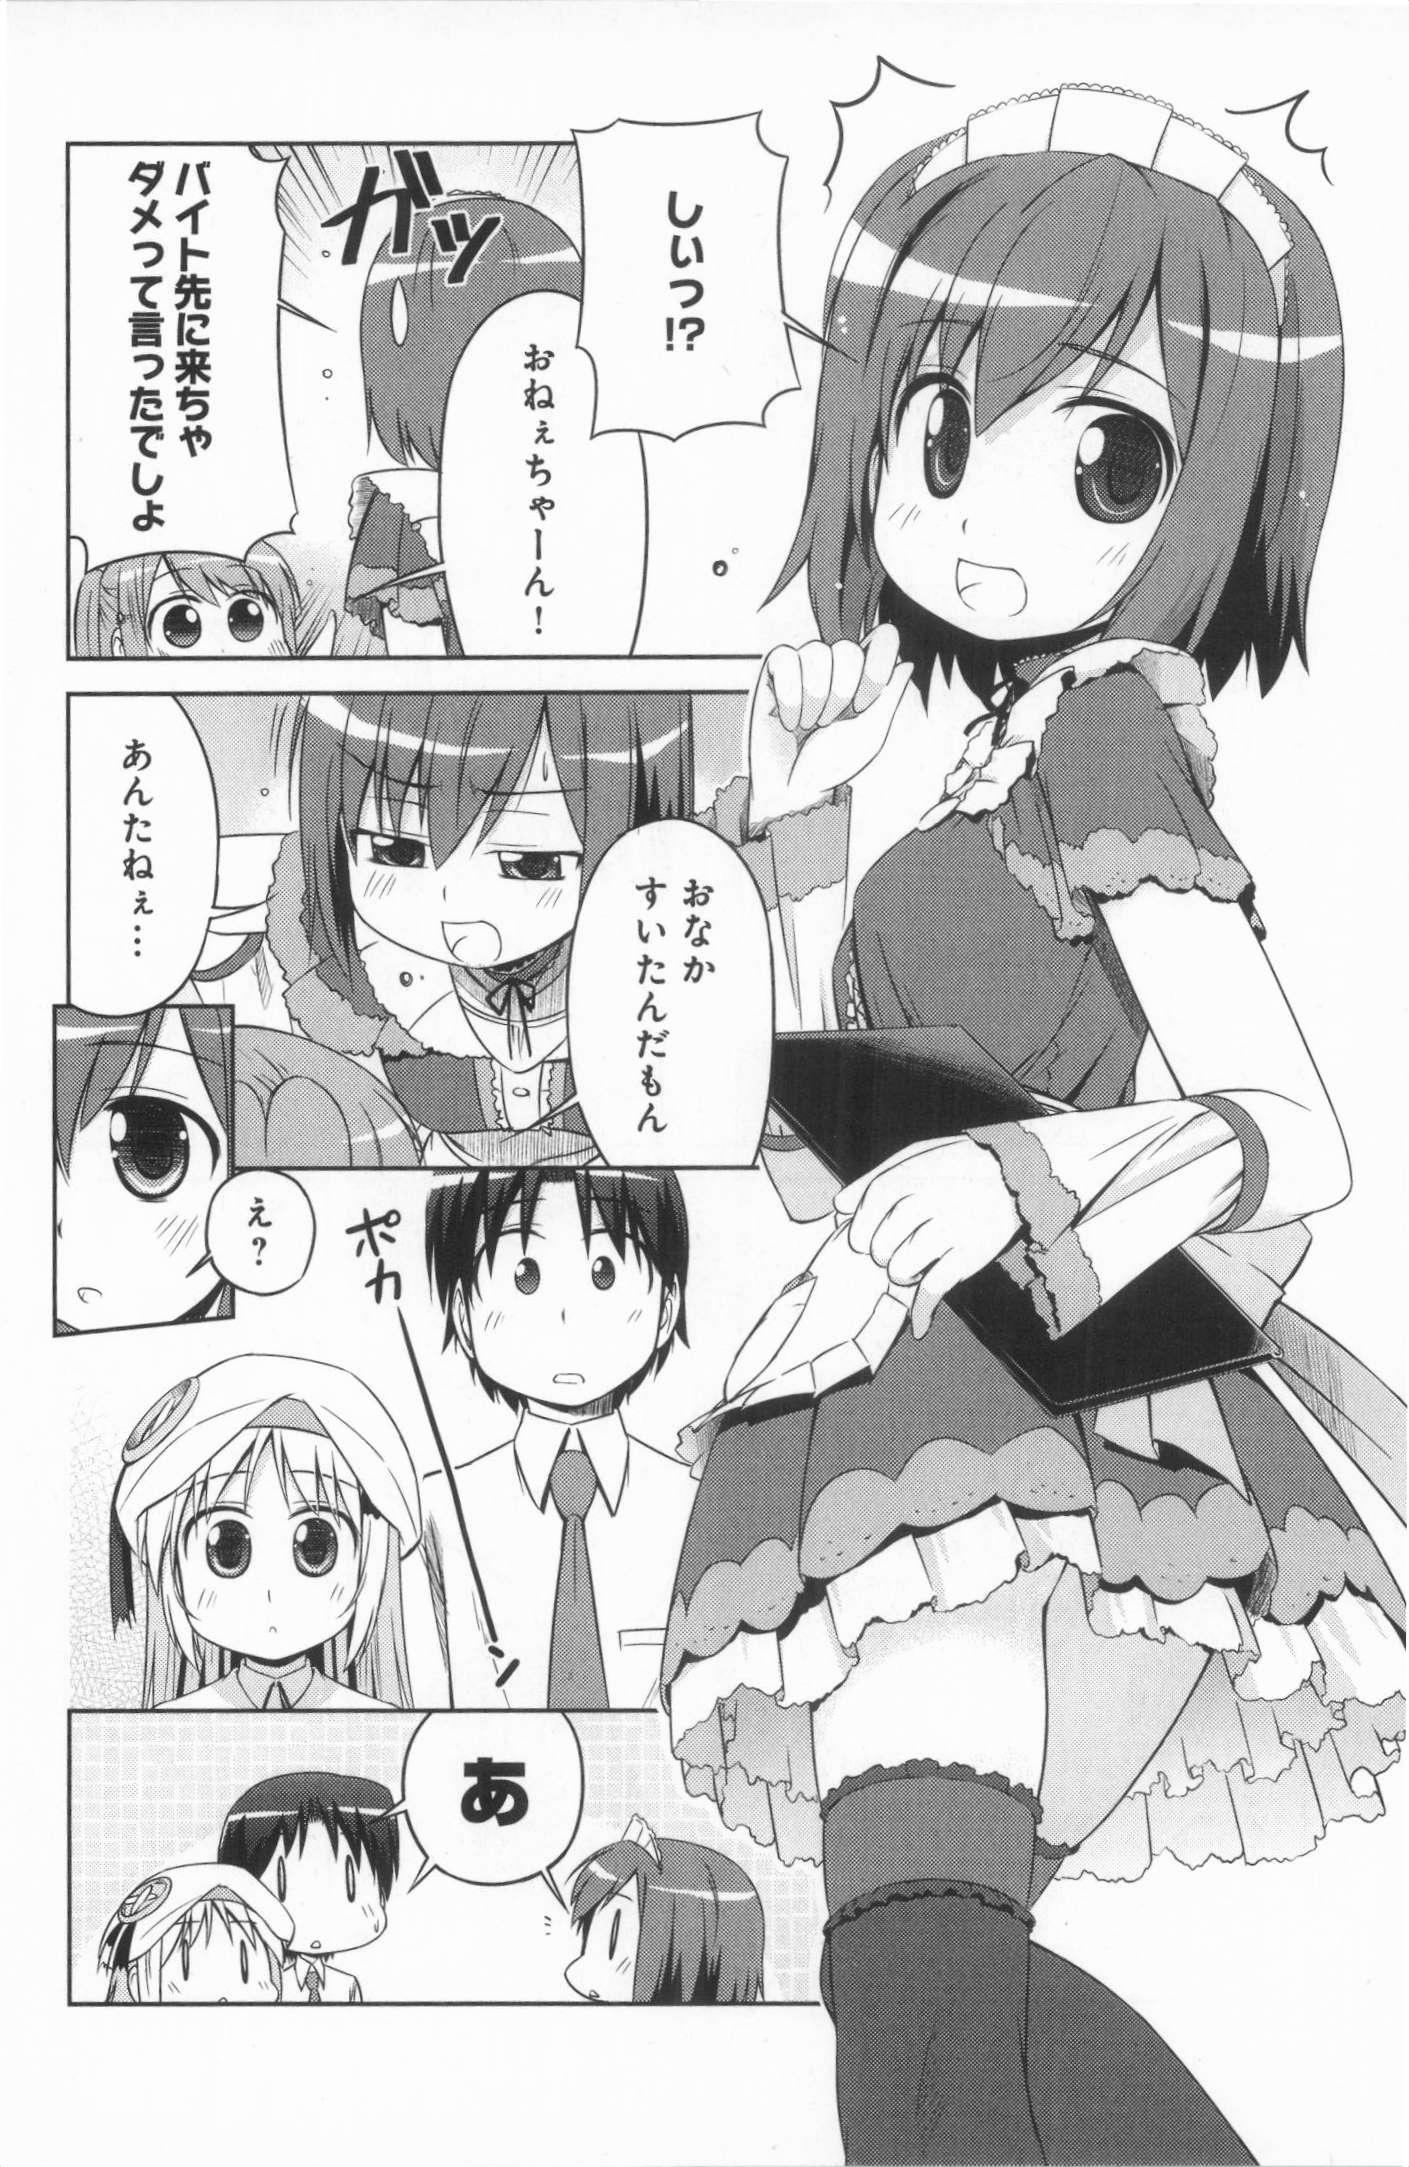 しいっ!?
おねぇちゃーん!
ガッ
バイト先に来ちゃ
ダメって言ったでしょ
おなか
すいたんだもん
あんたねぇ…
え?
ポカーン
あ